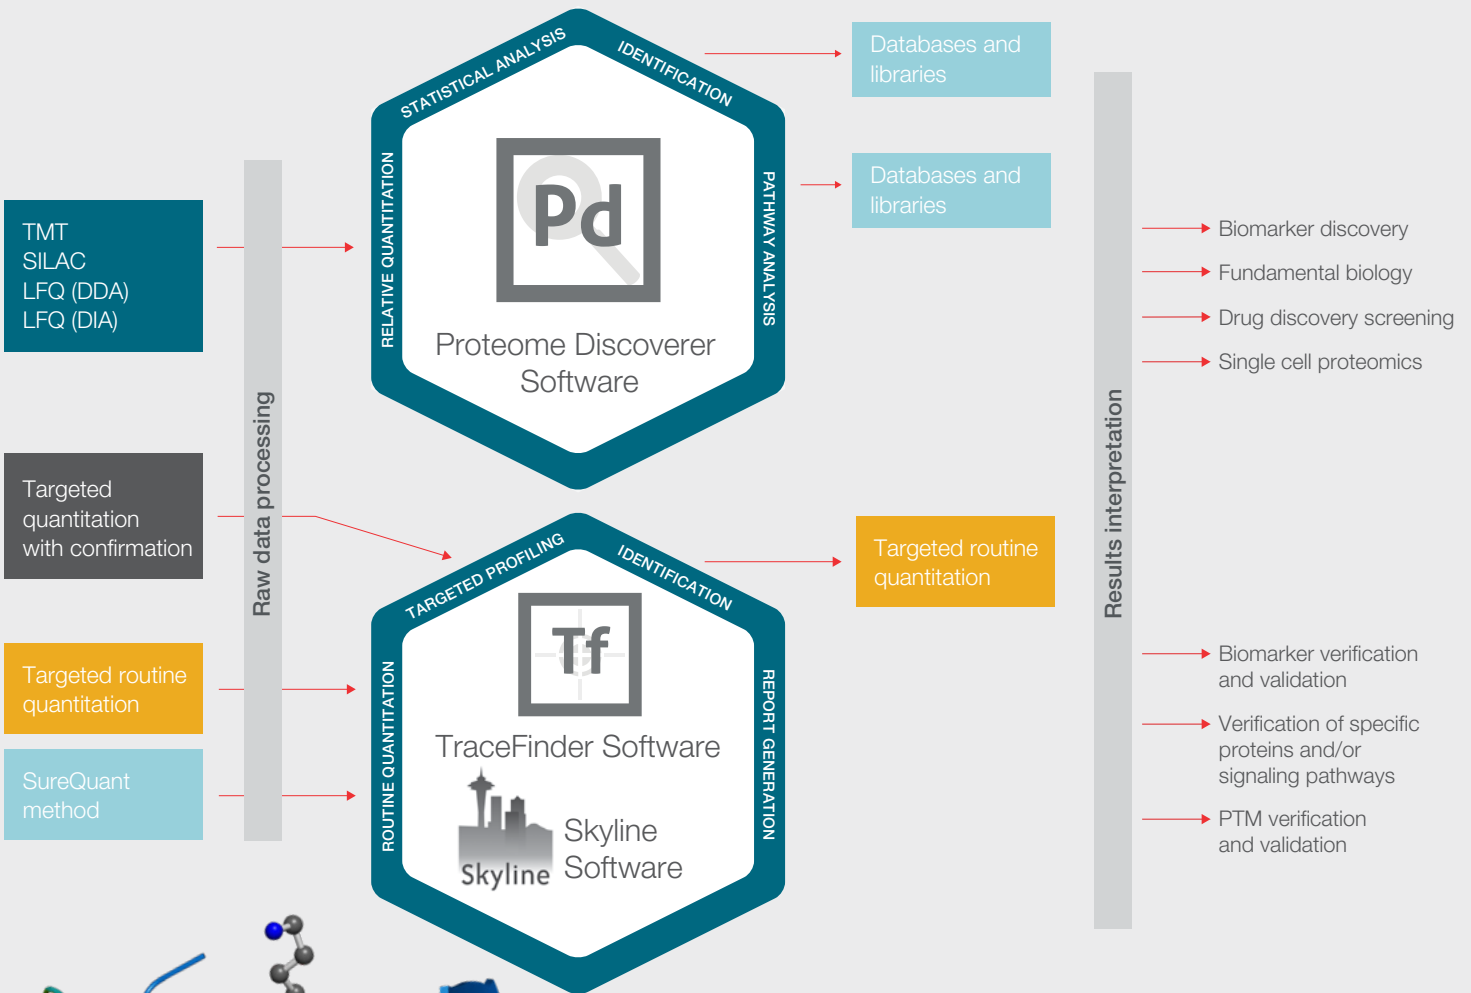 TMT
SILAC
LFQ (DDA)
LFQ (DIA)
Targeted
quantitation
with confirmation
Targeted routine
quantitation
SureQuant
method
Raw data processing
RELATIVE QUANTITATION
STATISTICAL ANALYSIS
IDENTIFICATION
PATHWAY ANALYSIS
Pd
Proteome Discoverer
Software
ROUTINE QUANTITATION
TARGETED PROFILING
IDENTIFICATION
REPORT GENERATION
Tf
TraceFinder Software
Skyline
Skyline
Software
Databases and
libraries
Databases and
libraries
Targeted routine
quantitation
Results interpretation
Biomarker discovery
Fundamental biology
Drug discovery screening
Single cell proteomics
Biomarker verification
and validation
Verification of specific
proteins and/or
signaling pathways
PTM verification
and validation